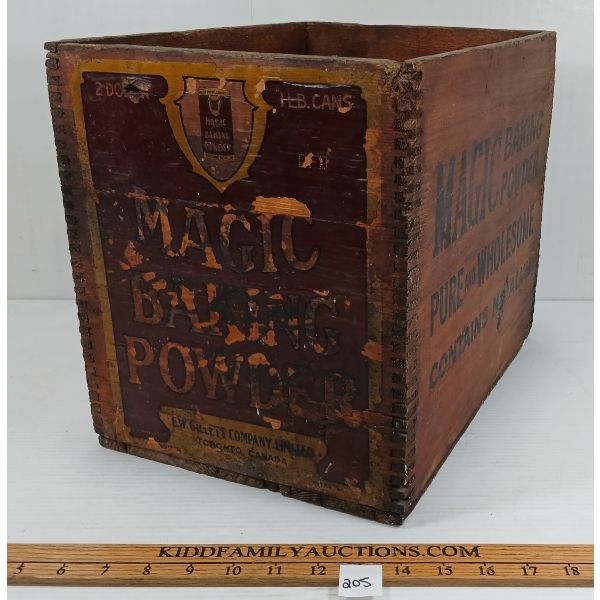 2 DOZEN 1 LB. CANS
MAGIC
BAKING
POWDER
MAGIC
BAKING
POWDER
E.W. GILLETT COMPANY LIMITED
TORONTO, CANADA
MAGIC BAKING POWDER
PURE AND WHOLESOME
CONTAINS NO ALUM
KIDDFAMILYAUCTIONS.COM
5 6 7 8 9 10 11 12 14 15 16 17 18
205